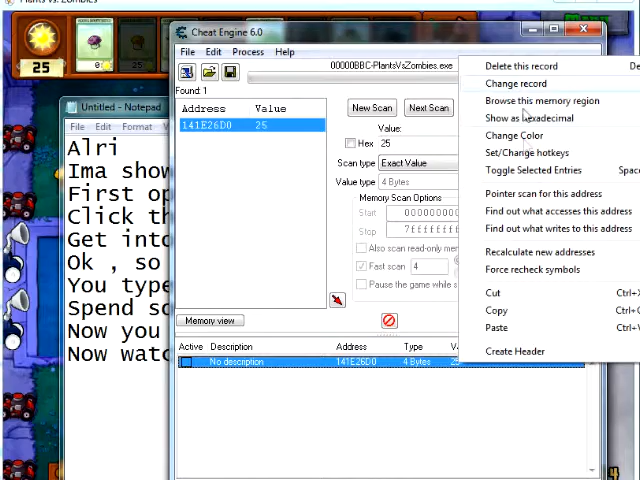 Plants vs. Zombies
25
Cheat Engine 6.0
File Edit Process Help
00000BBC-PlantsVsZombies.exe
Found: 1
Address Value
141E26D0 25
New Scan Next Scan
Value:
Hex 25
Scan type Exact Value
Value type 4 Bytes
Memory Scan Options
Start
Stop
Also scan read-only
Fast scan 4
Pause the game while
Memory view
Active Description Address Type
No description 141E26D0 4 Bytes 25
Untitled - Notepad
File Edit Format
Alri
Ima show
First op
Click th
Get into
Ok , so
You type
Spend so
Now you
Now watc
Delete this record
Change record
Browse this memory region
Show as hexadecimal
Change Color
Set/Change hotkeys
Toggle Selected Entries Space
Pointer scan for this address
Find out what accesses this address
Find out what writes to this address
Recalculate new addresses
Force recheck symbols
Cut
Copy
Paste
Create Header